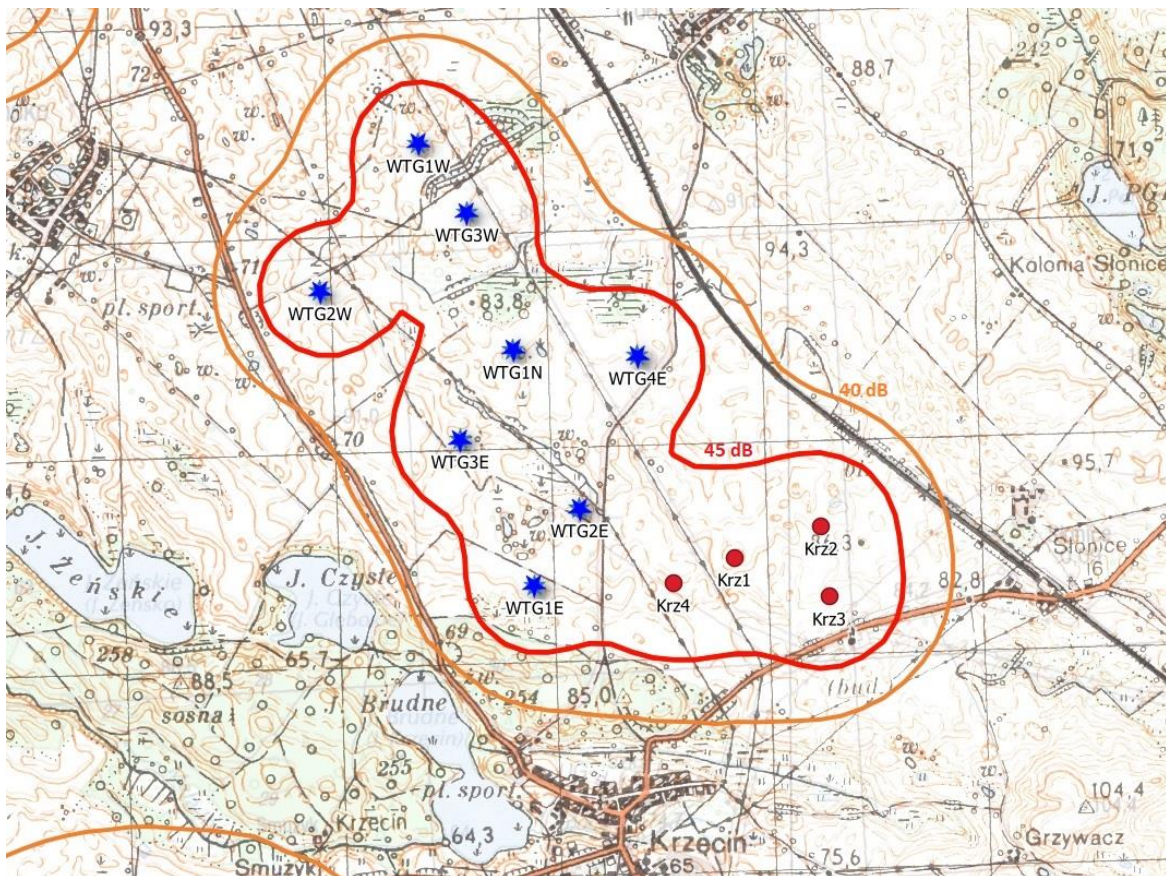 93,3
242
88,7
72
w.
71,9
WTG1W
J. PG
WTG3W
94,3
Kolonia Słonice
71
pl. sport.
83,8
WTG2W
WTG1N
WTG4E
40 dB
70
45 dB
WTG3E
95,7
w.
WTG2E
Krz2
Słonice
J. Żeńskie
J. Czyste
Krz1
WTG1E
Krz4
Krz3
82,8
69
258
65,7
88,5
254
85,0
(bud.
sosna
J. Brudne
255
pl. sport.
104,4
Krzęcin
64,3
Krzęcin
Grzywacz
Smużyki
65
75,6